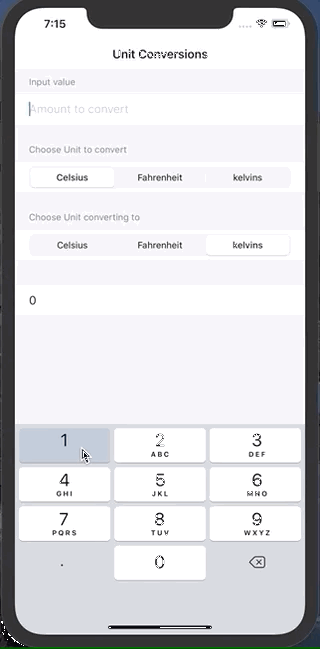 7:15
Unit Conversions
Input value
Amount to convert
Choose Unit to convert
Celsius Fahrenheit kelvins
Choose Unit converting to
Celsius Fahrenheit kelvins
0
1 2 3
ABC DEF
4 5 6
GHI JKL MNO
7 8 9
PQRS TUV WXYZ
. 0